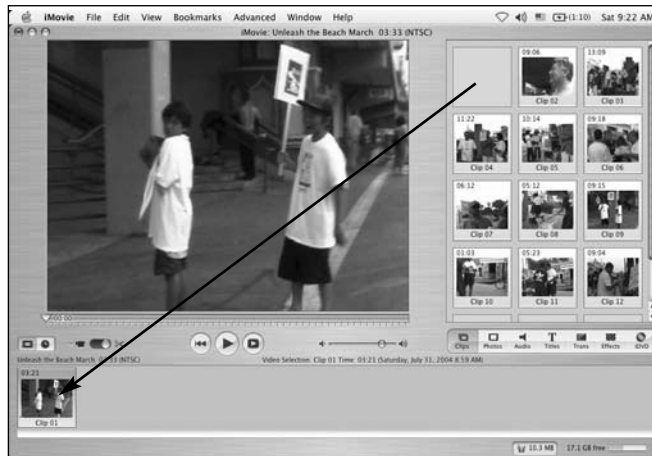 iMovie File Edit View Bookmarks Advanced Window Help (1:10) Sat 9:22 AM
iMovie: Unleash the Beach March 03:33 (NTSC)
09:06 13:09
Clip 02 Clip 03
11:22 10:14 09:18
Clip 04 Clip 05 Clip 06
06:12 05:12 09:15
Clip 07 Clip 08 Clip 09
01:03 05:23 09:04
Clip 10 Clip 11 Clip 12
Clips Photos Audio Titles Trans Effects iDVD
Unleash the Beach March 03:33 (NTSC) Video Selection: Clip 01 Time: 03:21 (Saturday, July 31, 2004 8:59 AM)
03:21
Clip 01
10.3 MB 17.1 GB free